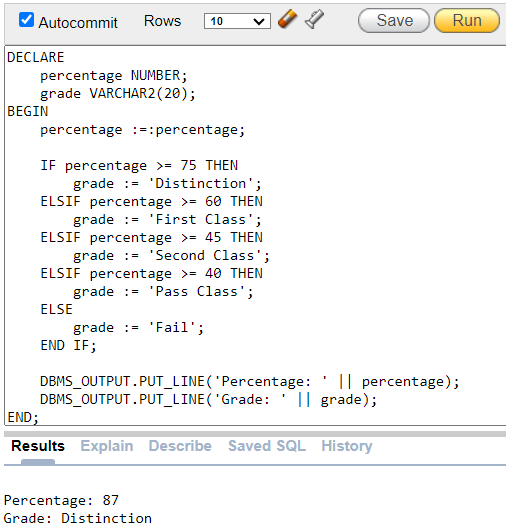 Autocommit Rows 10 Save Run
DECLARE
    percentage NUMBER;
    grade VARCHAR2(20);
BEGIN
    percentage :=:percentage;

    IF percentage >= 75 THEN
        grade := 'Distinction';
    ELSIF percentage >= 60 THEN
        grade := 'First Class';
    ELSIF percentage >= 45 THEN
        grade := 'Second Class';
    ELSIF percentage >= 40 THEN
        grade := 'Pass Class';
    ELSE
        grade := 'Fail';
    END IF;

    DBMS_OUTPUT.PUT_LINE('Percentage: ' || percentage);
    DBMS_OUTPUT.PUT_LINE('Grade: ' || grade);
END;
Results Explain Describe Saved SQL History
Percentage: 87
Grade: Distinction